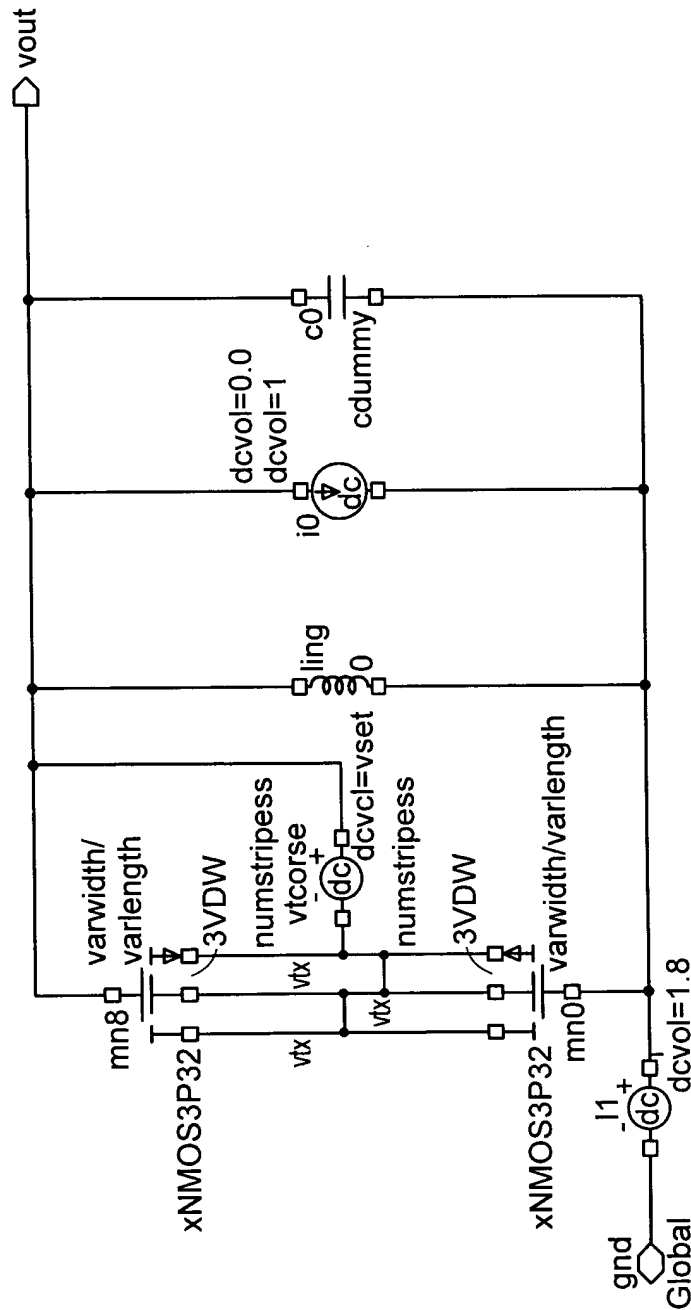 vout
c0
cdummy
dcvol=0.0
dcvol=1
i0
dc
ling
0
varwidth/
varlength
mn8
3VDW
xNMOS3P32
numstripess
vtcorse
- +
dc
dcvcl=vset
numstripess
vtx
vtx
vtx
3VDW
varwidth/varlength
mn0
xNMOS3P32
- I1 +
dc
dcvol=1.8
gnd
Global